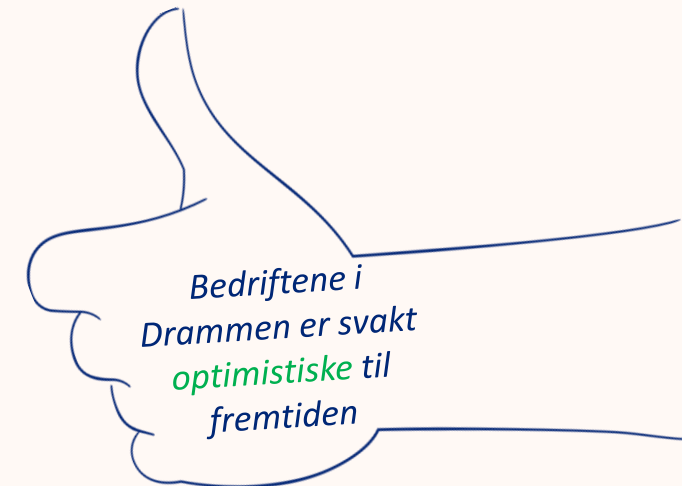 Bedriftene i
Drammen er svakt
optimistiske til
fremtiden